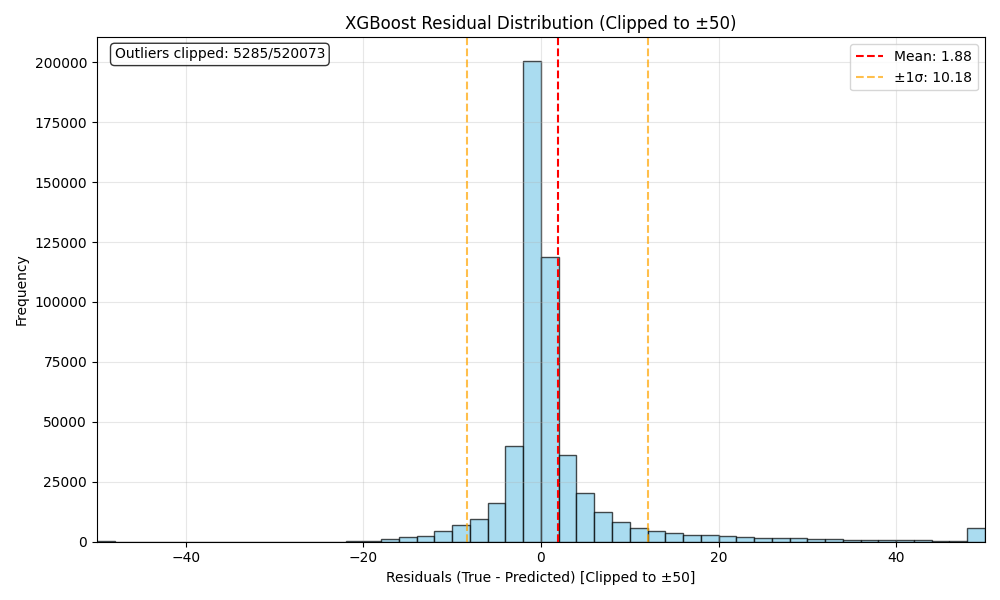 XGBoost Residual Distribution (Clipped to ±50)
Outliers clipped: 5285/520073
Mean: 1.88
±1σ: 10.18
200000
175000
150000
125000
100000
75000
50000
25000
0
Frequency
−40
−20
0
20
40
Residuals (True - Predicted) [Clipped to ±50]